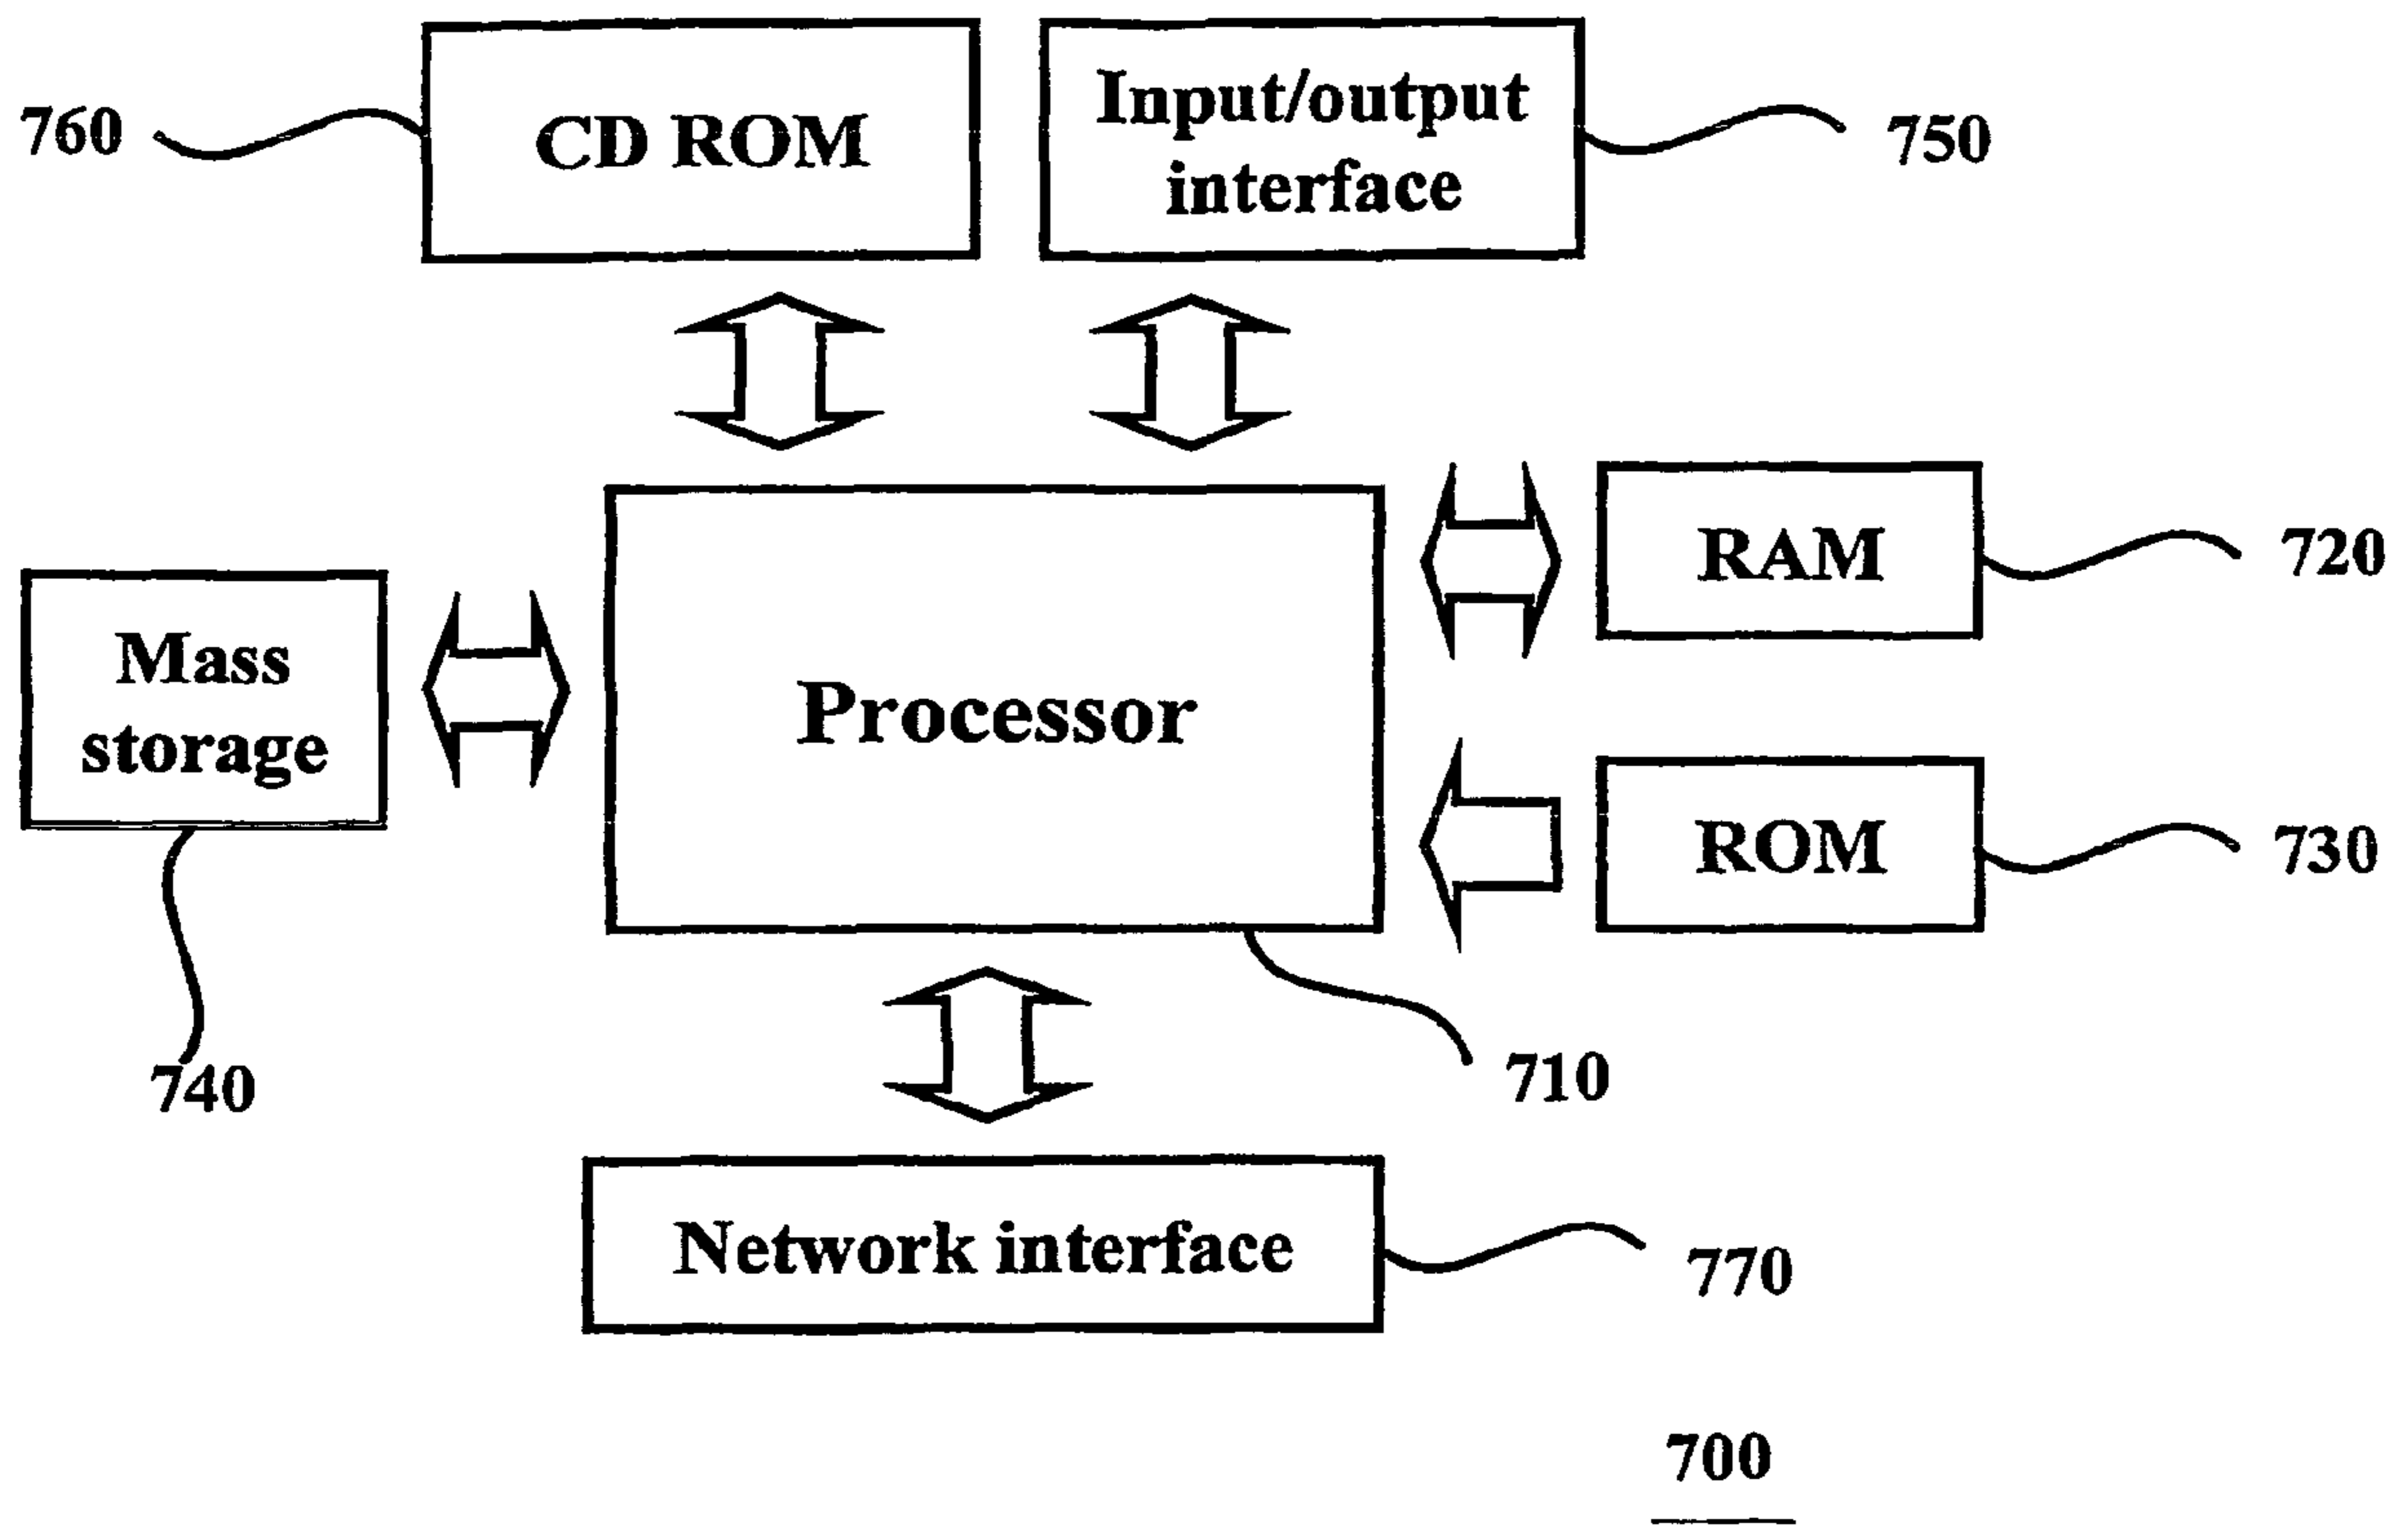 760
CD ROM
Input/output
interface
750
RAM
720
Mass
storage
Processor
ROM
730
740
710
Network interface
770
700